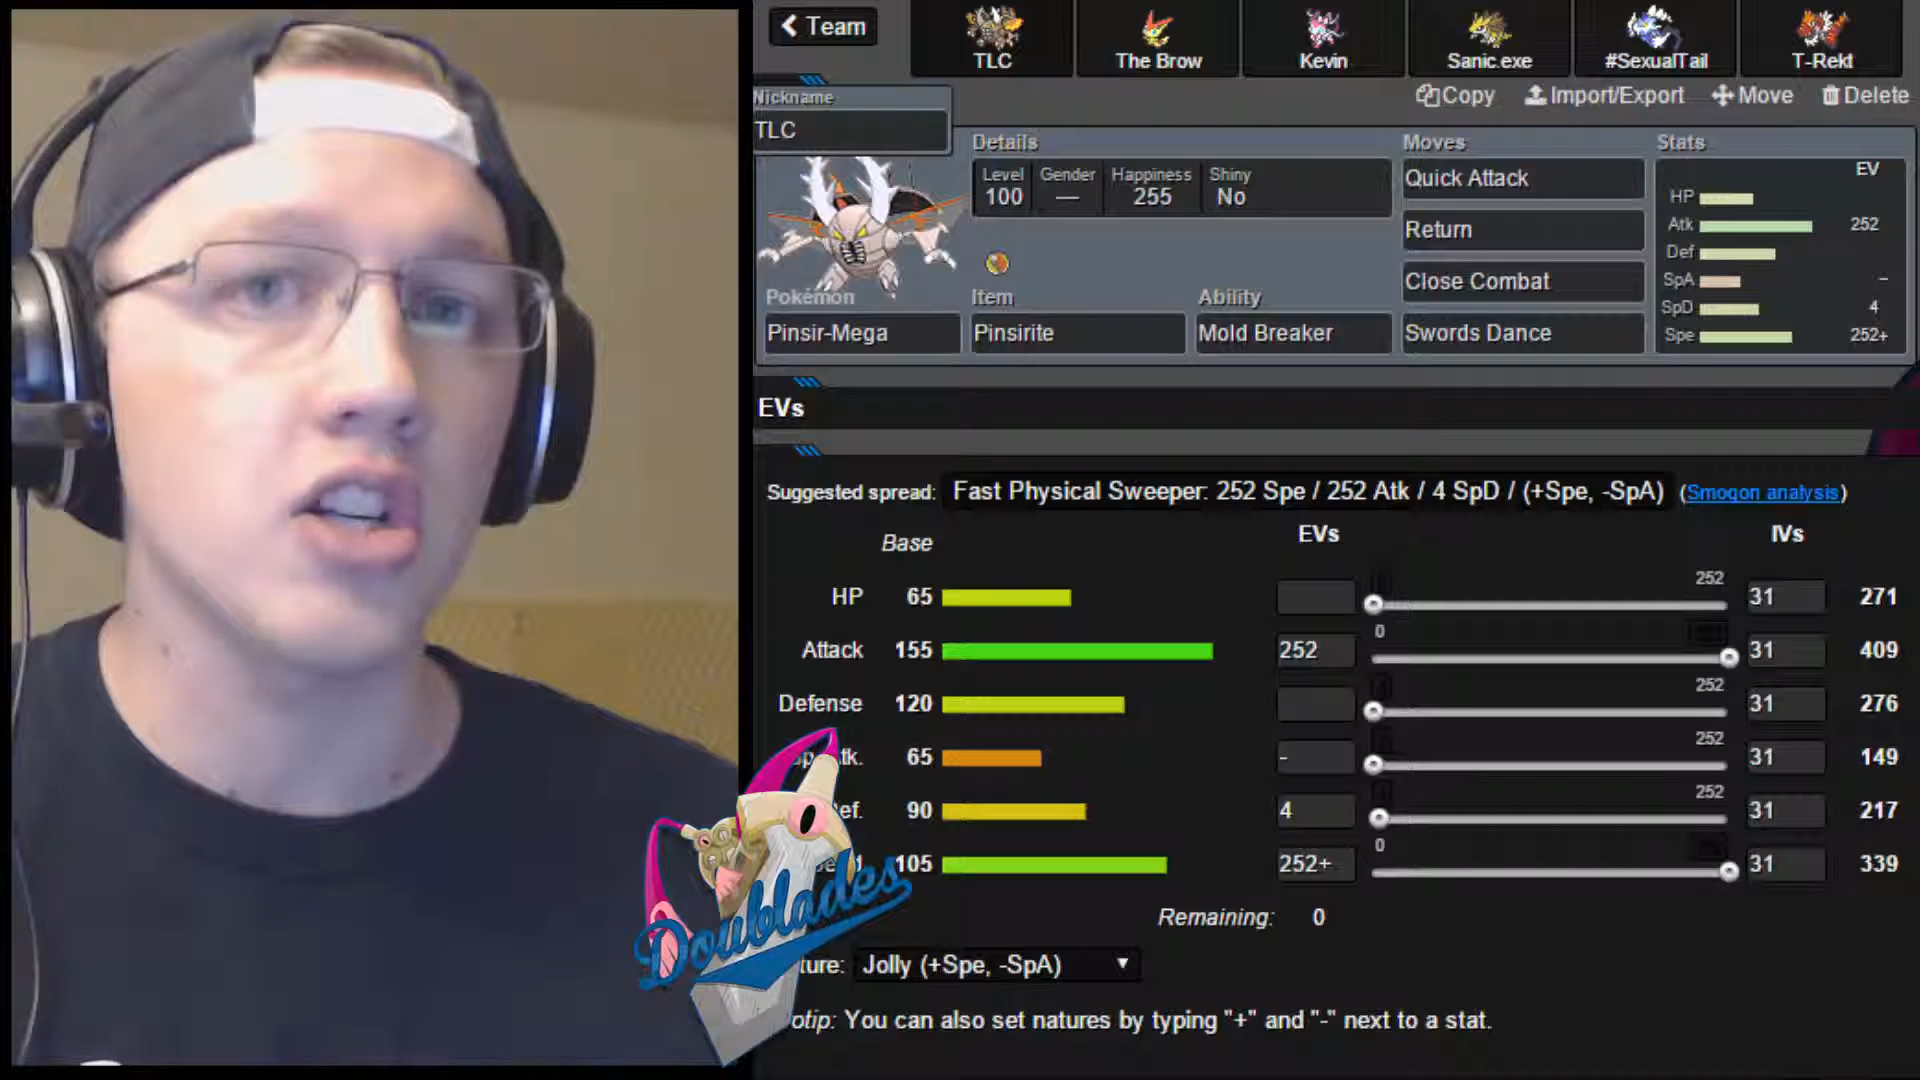 Team
TLC
The Brow
Kevin
Sanic.exe
#SexualTail
T-Rekt
Copy Import/Export Move Delete
Nickname
TLC
Details
Level Gender Happiness Shiny
100 — 255 No
Pokémon Item Ability
Pinsir-Mega Pinsirite Mold Breaker
Moves
Quick Attack
Return
Close Combat
Swords Dance
Stats
EV
HP
Atk 252
Def
SpA −
SpD 4
Spe 252+
EVs
Suggested spread: Fast Physical Sweeper: 252 Spe / 252 Atk / 4 SpD / (+Spe, -SpA) (Smogon analysis)
Base EVs IVs
252
HP 65 31 271
0
Attack 155 252 31 409
252
Defense 120 31 276
252
tk. 65 - 31 149
252
ef. 90 4 31 217
0
105 252+ 31 339
Remaining: 0
ture: Jolly (+Spe, -SpA)
otip: You can also set natures by typing "+" and "-" next to a stat.
Doublades